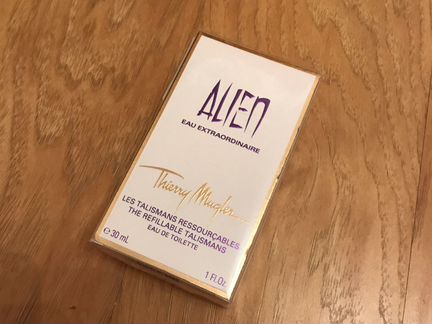 ALIEN
EAU EXTRAORDINAIRE
Thierry Mugler
LES TALISMANS RESSOURÇABLES
THE REFILLABLE TALISMANS
EAU DE TOILETTE
e 30 mL
1 Fl.Oz.